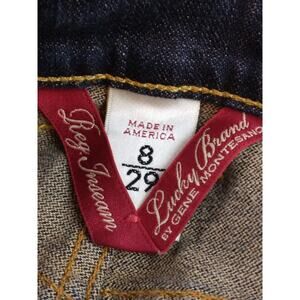 Reg Inseam
MADE IN
AMERICA
8
29
Lucky Brand
BY GENE MONTESANO